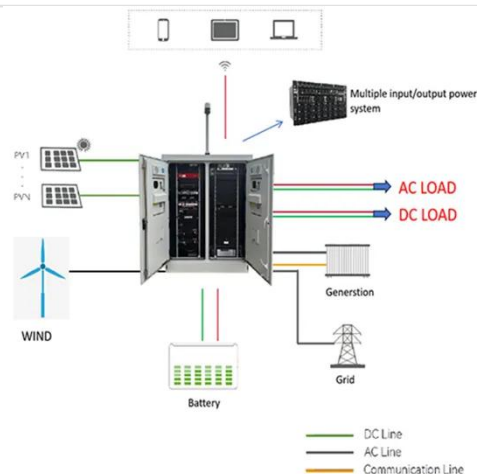 Multiple input/output power
system
PV1
PVN
AC LOAD
DC LOAD
Generstion
WIND
Grid
Battery
DC Line
AC Line
Communication Line